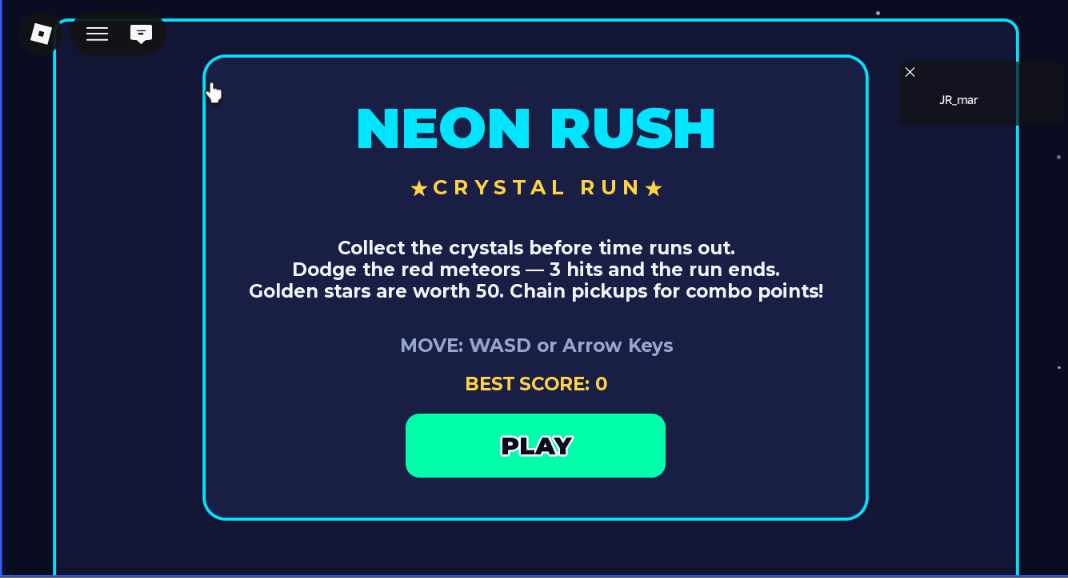 JR_mar
NEON RUSH
★CRYSTAL RUN★
Collect the crystals before time runs out.
Dodge the red meteors — 3 hits and the run ends.
Golden stars are worth 50. Chain pickups for combo points!
MOVE: WASD or Arrow Keys
BEST SCORE: 0
PLAY